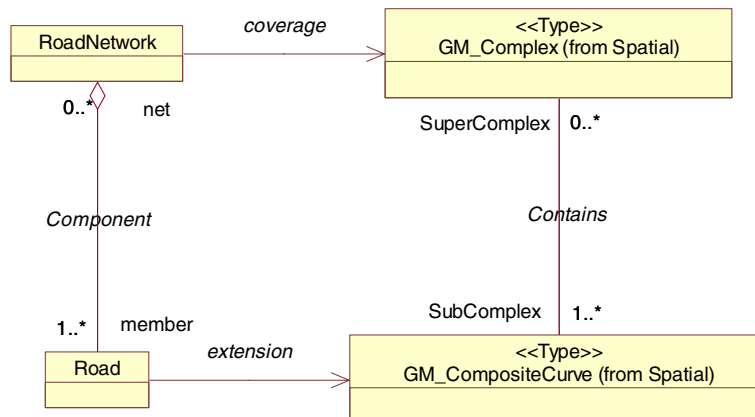 RoadNetwork
coverage
<<Type>>
GM_Complex (from Spatial)
0..*
net
SuperComplex
0..*
Component
Contains
1..*
member
SubComplex
1..*
Road
extension
<<Type>>
GM_CompositeCurve (from Spatial)